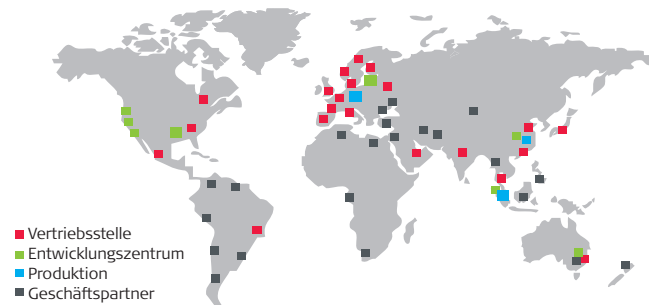 Vertriebsstelle
Entwicklungszentrum
Produktion
Geschäftspartner